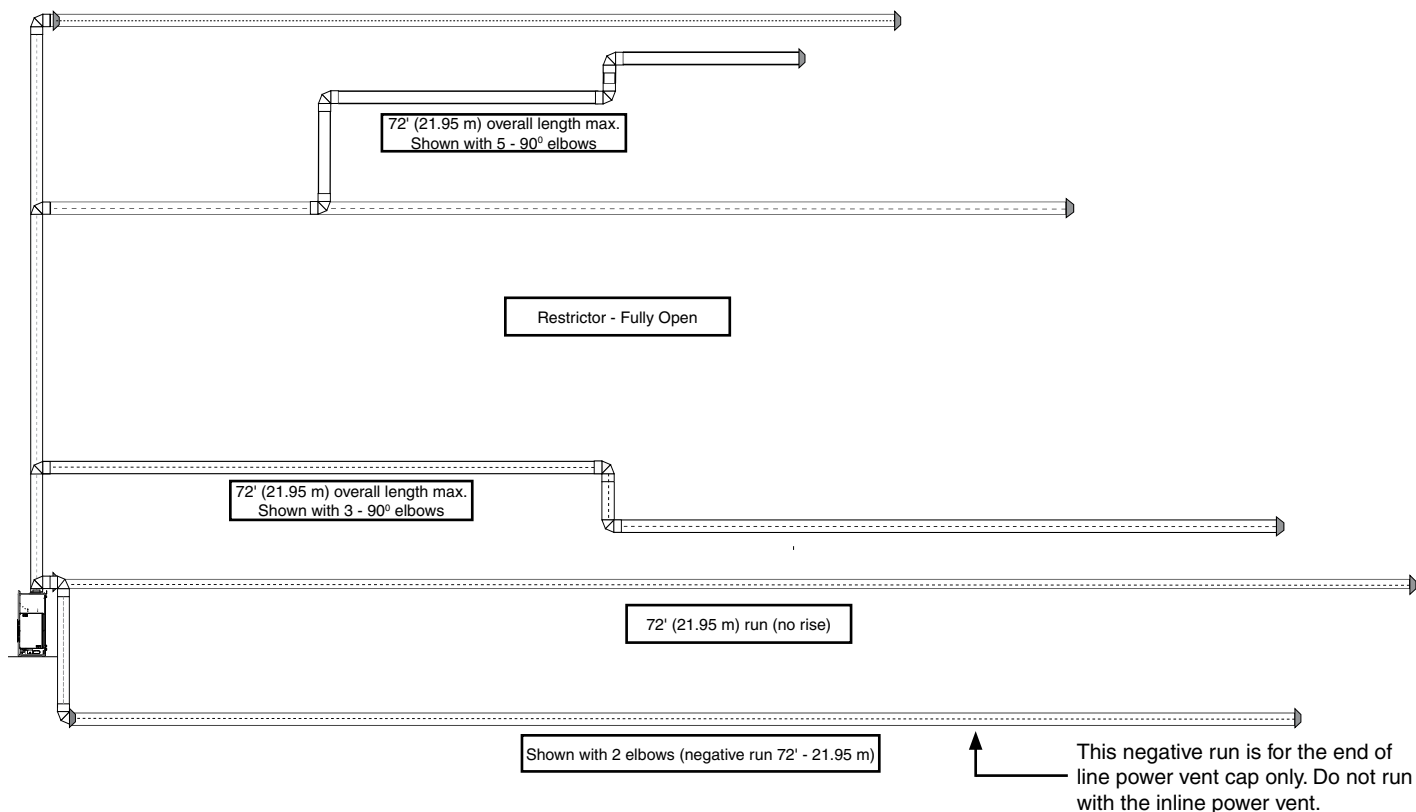 72' (21.95 m) overall length max.
Shown with 5 - 90⁰ elbows
Restrictor - Fully Open
72' (21.95 m) overall length max.
Shown with 3 - 90⁰ elbows
72' (21.95 m) run (no rise)
Shown with 2 elbows (negative run 72' - 21.95 m)
This negative run is for the end of
line power vent cap only. Do not run
with the inline power vent.